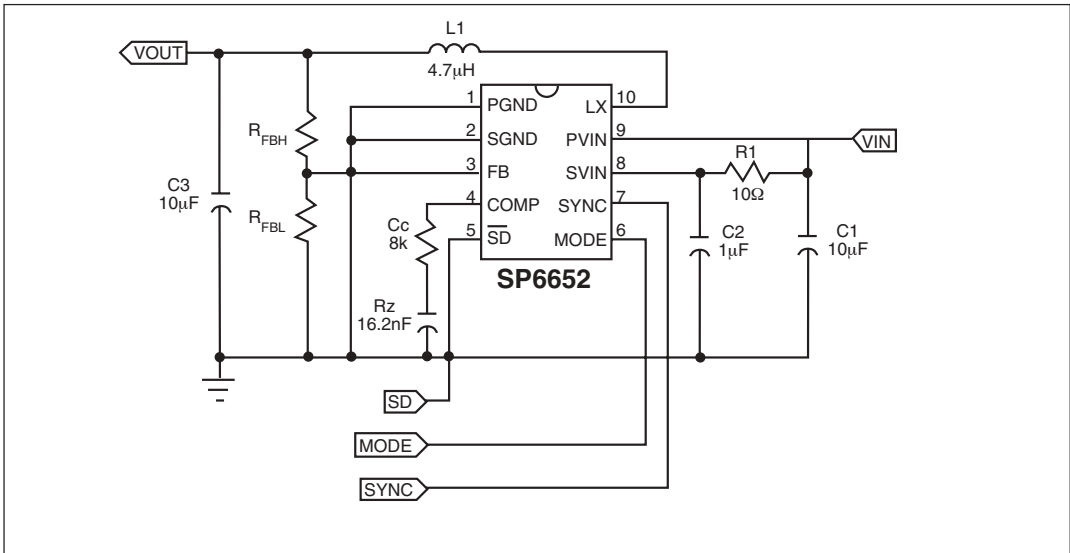 L1
VOUT
4.7μH
1 PGND LX 10
2 SGND PVIN 9
VIN
R_FBH
3 FB SVIN 8
R1
10Ω
C3
10μF
4 COMP SYNC 7
R_FBL
Cc
8k
5 SD MODE 6
C2
1μF
C1
10μF
SP6652
Rz
16.2nF
SD
MODE
SYNC